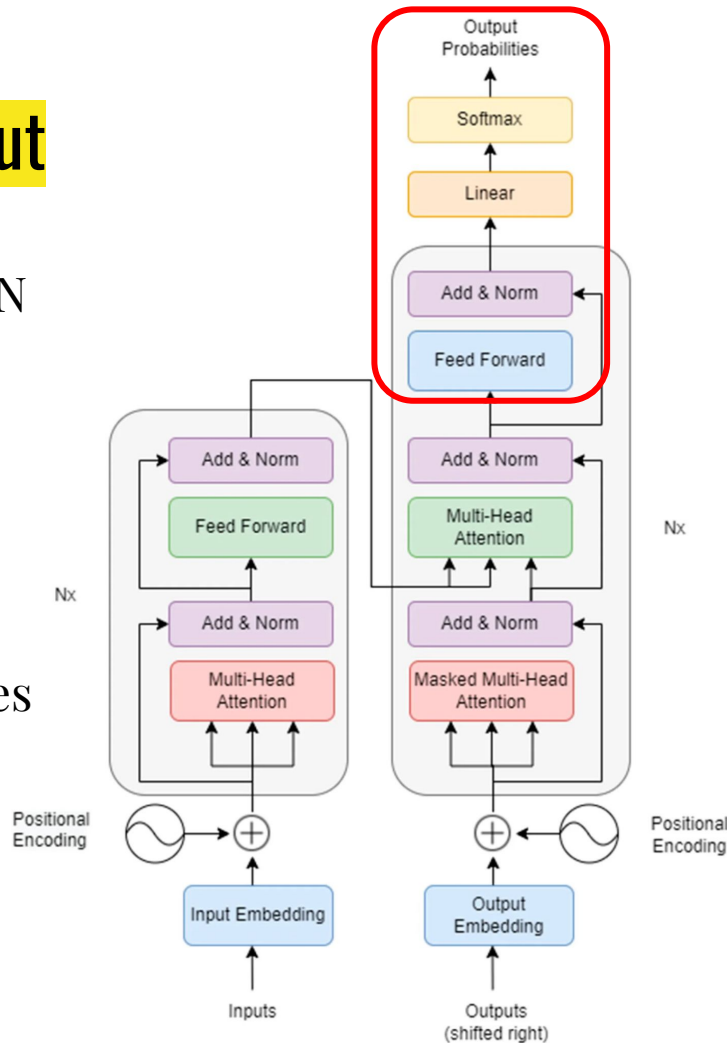 ut
N
es
Output
Probabilities
Softmax
Linear
Add & Norm
Feed Forward
Add & Norm
Multi-Head
Attention
Nx
Add & Norm
Masked Multi-Head
Attention
Add & Norm
Feed Forward
Nx
Add & Norm
Multi-Head
Attention
Positional
Encoding
Positional
Encoding
Input Embedding
Output
Embedding
Inputs
Outputs
(shifted right)